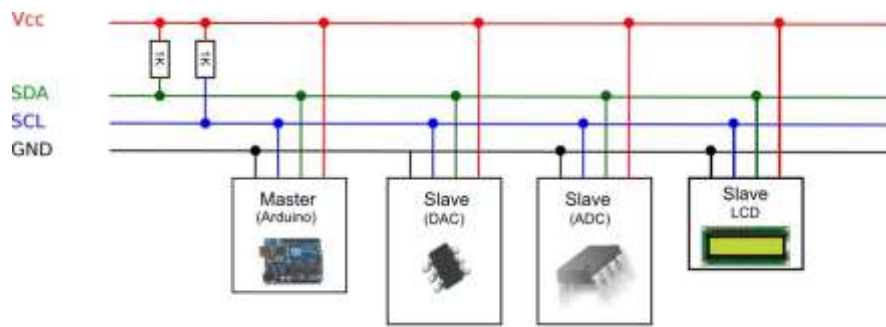 Vcc
1K
1K
SDA
SCL
GND
Master
(Arduino)
Slave
(DAC)
Slave
(ADC)
Slave
LCD